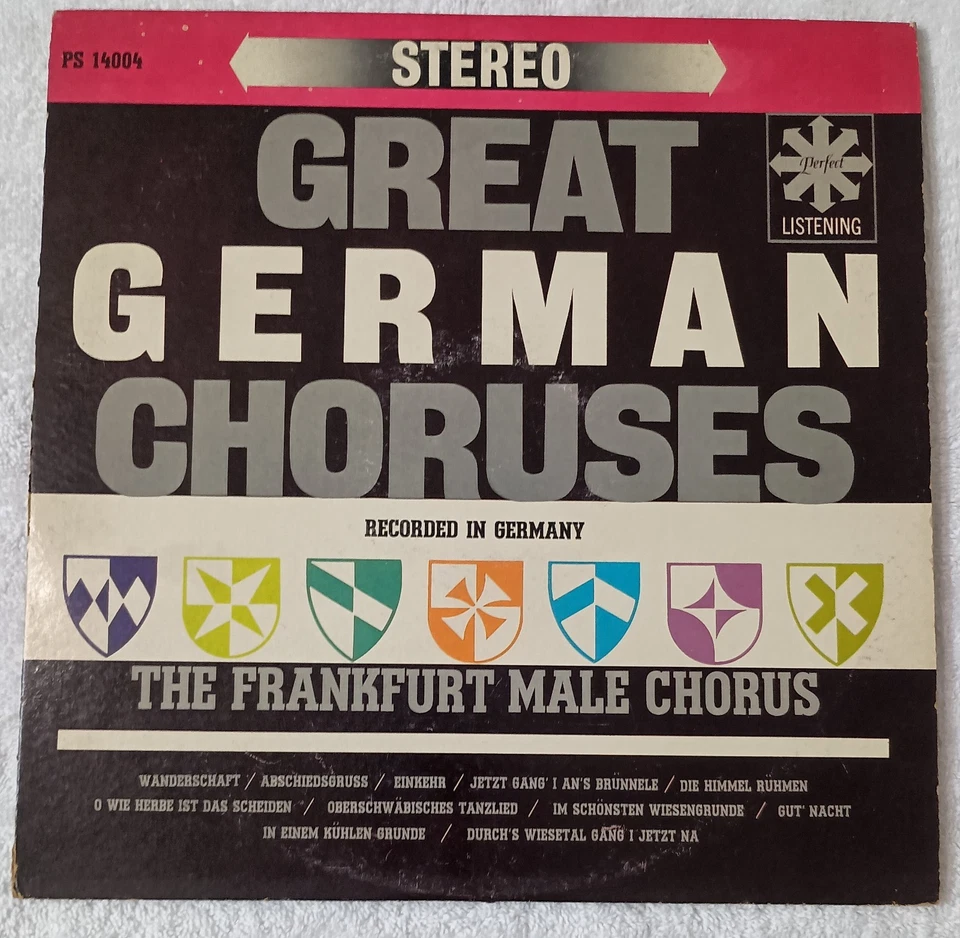 PS 14004
STEREO
GREAT
Perfect
LISTENING
GERMAN
CHORUSES
RECORDED IN GERMANY
THE FRANKFURT MALE CHORUS
WANDERSCHAFT / ABSCHIEDSGRUSS / EINKEHR / JETZT GANG' I AN'S BRÜNNELE / DIE HIMMEL RÜHMEN
O WIE HERBE IST DAS SCHEIDEN / OBERSCHWÄBISCHES TANZLIED / IM SCHÖNSTEN WIESENGRUNDE / GUT' NACHT
IN EINEM KÜHLEN GRUNDE / DURCH'S WIESETAL GANG I JETZT NA